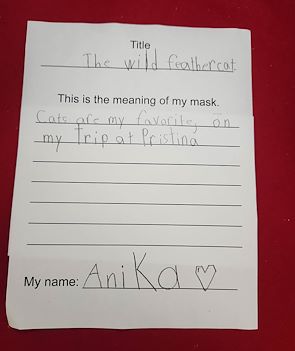 Title
The wild feathercat
This is the meaning of my mask.
Cats are my favorite, on
my Trip at Pristina
My name: Anika